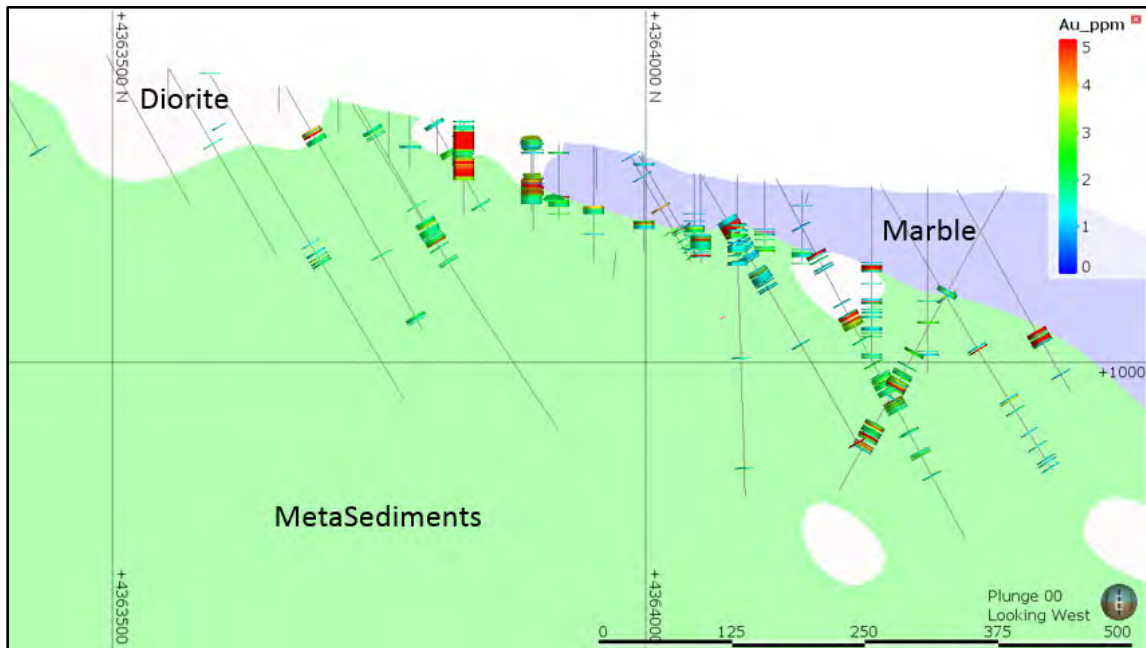 +4363500 N
+4364000 N
Au_ppm
5
4
3
2
1
0
Diorite
Marble
+1000
MetaSediments
+4363500
+4364000
Plunge 00
Looking West
0 125 250 375 500